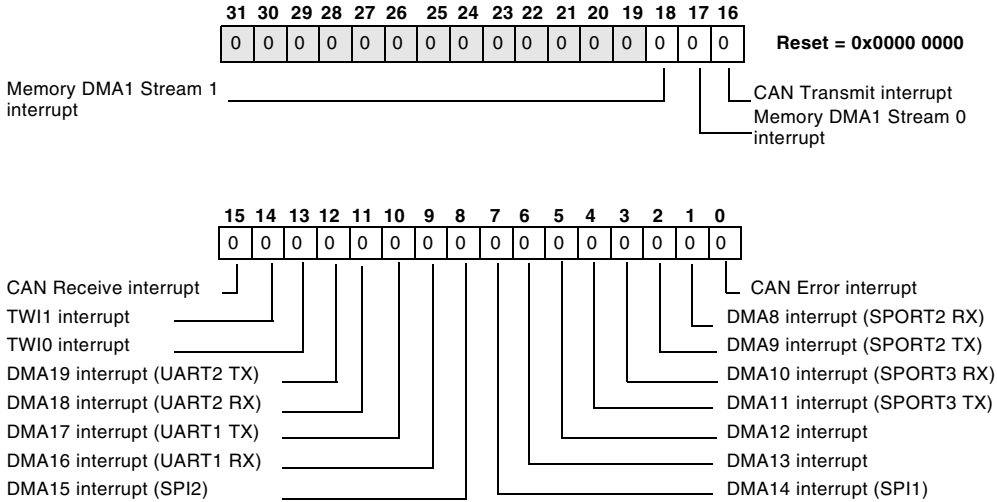 31 30 29 28 27 26 25 24 23 22 21 20 19 18 17 16
0 0 0 0 0 0 0 0 0 0 0 0 0 0 0 0 Reset = 0x0000 0000
Memory DMA1 Stream 1
interrupt
CAN Transmit interrupt
Memory DMA1 Stream 0
interrupt
15 14 13 12 11 10 9 8 7 6 5 4 3 2 1 0
0 0 0 0 0 0 0 0 0 0 0 0 0 0 0 0
CAN Receive interrupt CAN Error interrupt
TWI1 interrupt DMA8 interrupt (SPORT2 RX)
TWI0 interrupt DMA9 interrupt (SPORT2 TX)
DMA19 interrupt (UART2 TX) DMA10 interrupt (SPORT3 RX)
DMA18 interrupt (UART2 RX) DMA11 interrupt (SPORT3 TX)
DMA17 interrupt (UART1 TX) DMA12 interrupt
DMA16 interrupt (UART1 RX) DMA13 interrupt
DMA15 interrupt (SPI2) DMA14 interrupt (SPI1)